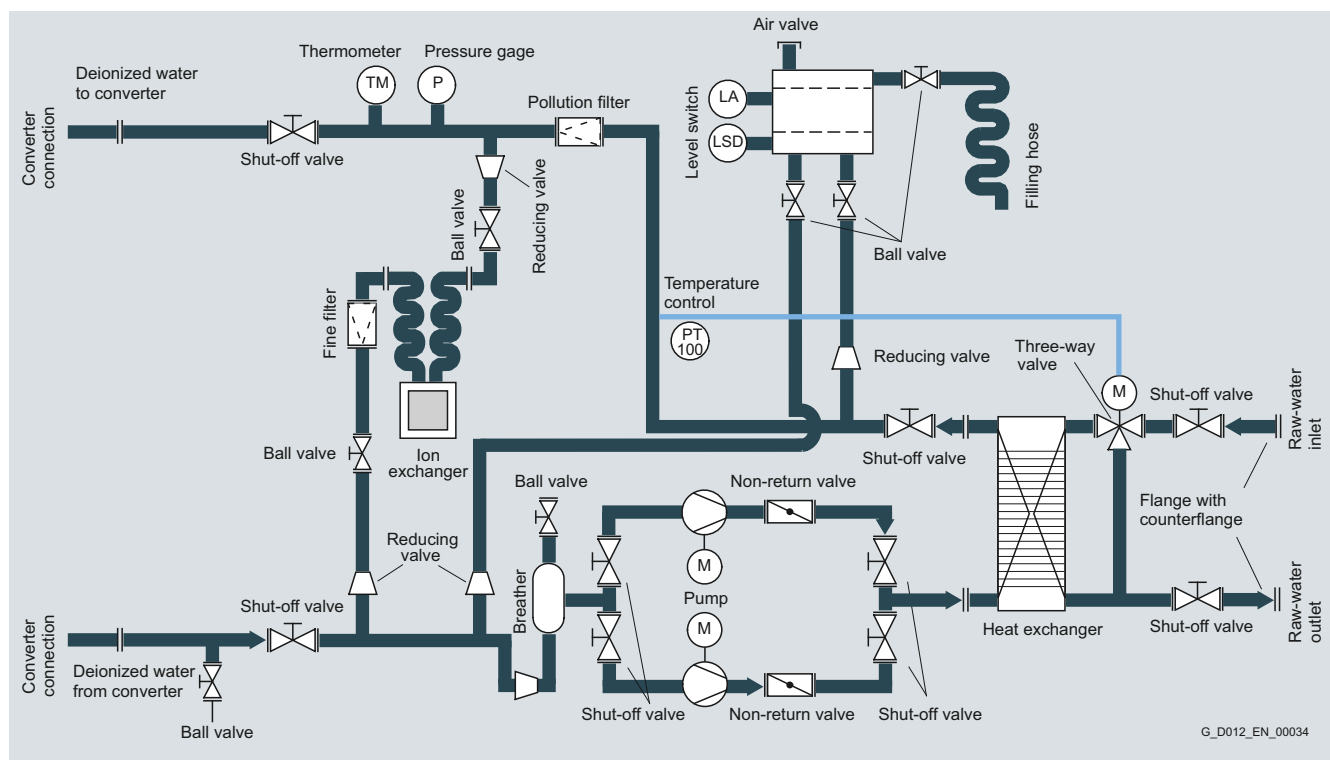 Air valve
Thermometer
Pressure gage
Deionized water
to converter
TM
P
Pollution filter
Level switch
LA
LSD
Converter
connection
Shut-off valve
Reducing valve
Ball valve
Filling hose
Ball valve
Temperature
control
Fine filter
PT
100
Three-way
valve
Reducing valve
M
Shut-off valve
Raw-water
inlet
Ball valve
Ion
exchanger
Shut-off valve
Ball valve
Non-return valve
Flange with
counterflange
Reducing
valve
M
Breather
Pump
Shut-off valve
M
Heat exchanger
Shut-off valve
Raw-water
outlet
Converter
connection
Deionized water
from converter
Shut-off valve
Non-return valve
Shut-off valve
Ball valve
G_D012_EN_00034